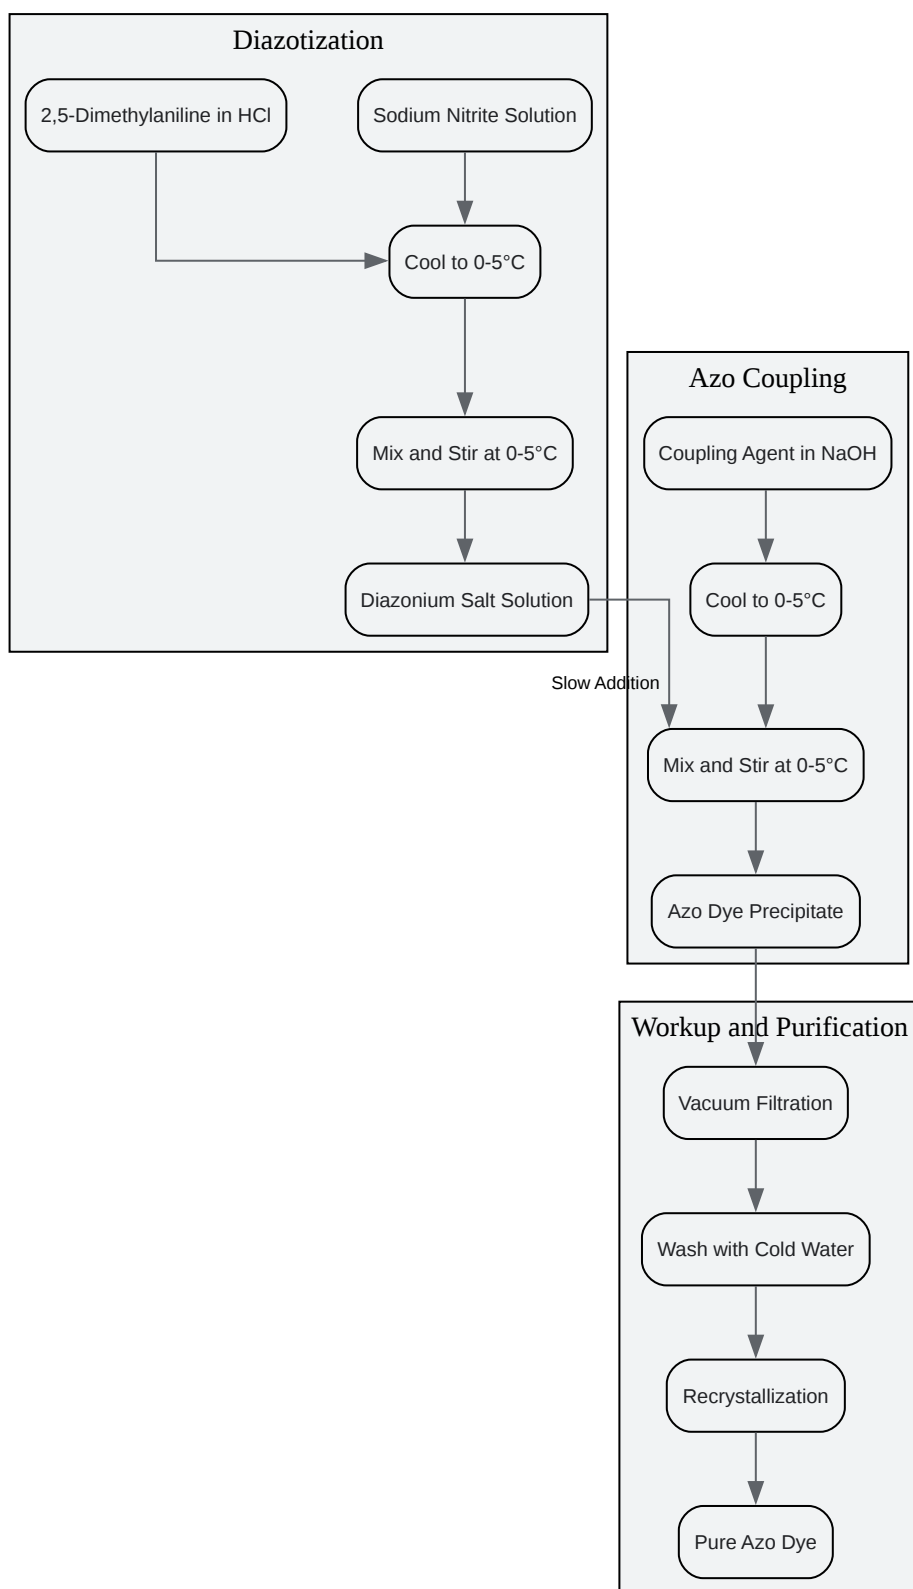 Diazotization
2,5-Dimethylaniline in HCl
Sodium Nitrite Solution
Cool to 0-5°C
Mix and Stir at 0-5°C
Diazonium Salt Solution
Azo Coupling
Coupling Agent in NaOH
Cool to 0-5°C
Slow Addition
Mix and Stir at 0-5°C
Azo Dye Precipitate
Workup and Purification
Vacuum Filtration
Wash with Cold Water
Recrystallization
Pure Azo Dye